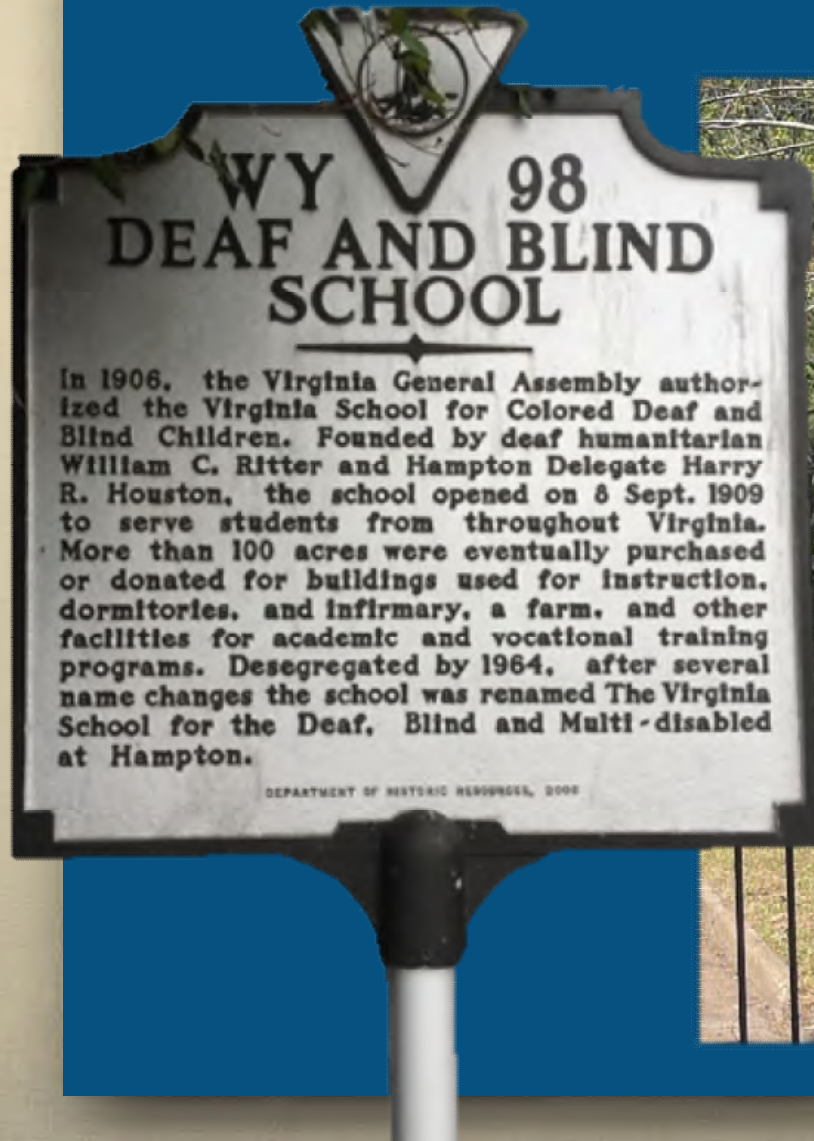 WY 98
DEAF AND BLIND
SCHOOL
In 1906, the Virginia General Assembly author-
ized the Virginia School for Colored Deaf and
Blind Children. Founded by deaf humanitarian
William C. Ritter and Hampton Delegate Harry
R. Houston, the school opened on 8 Sept. 1909
to serve students from throughout Virginia.
More than 100 acres were eventually purchased
or donated for buildings used for instruction,
dormitories, and infirmary, a farm, and other
facilities for academic and vocational training
programs. Desegregated by 1964, after several
name changes the school was renamed The Virginia
School for the Deaf, Blind and Multi-disabled
at Hampton.
DEPARTMENT OF HISTORIC RESOURCES,